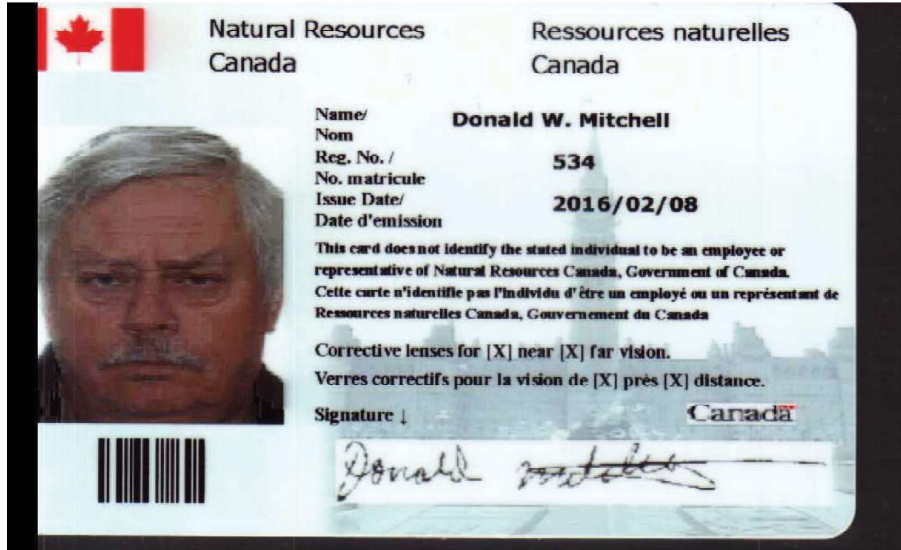 Natural Resources Canada
Ressources naturelles Canada
Name/ Nom
Donald W. Mitchell
Reg. No. / No. matricule
534
Issue Date/ Date d'emission
2016/02/08
This card does not identify the stated individual to be an employee or
representative of Natural Resources Canada, Government of Canada.
Cette carte n'identifie pas l'individu d'être un employé ou un représentant de
Ressources naturelles Canada, Gouvernement du Canada
Corrective lenses for [X] near [X] far vision.
Verres correctifs pour la vision de [X] près [X] distance.
Signature ↓
Canada
Donald Mitchell